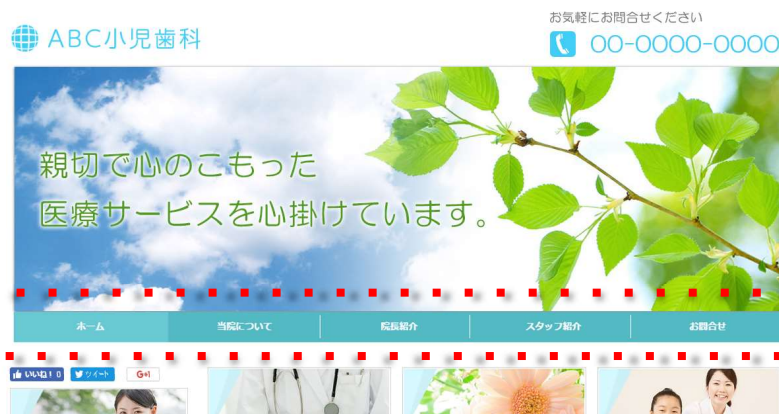 ABC小児歯科
お気軽にお問合せください
00-0000-0000
親切で心のこもった
医療サービスを心掛けています。
ホーム
当院について
院長紹介
スタッフ紹介
お問合せ
いいね！ 0
ツイート
G+1